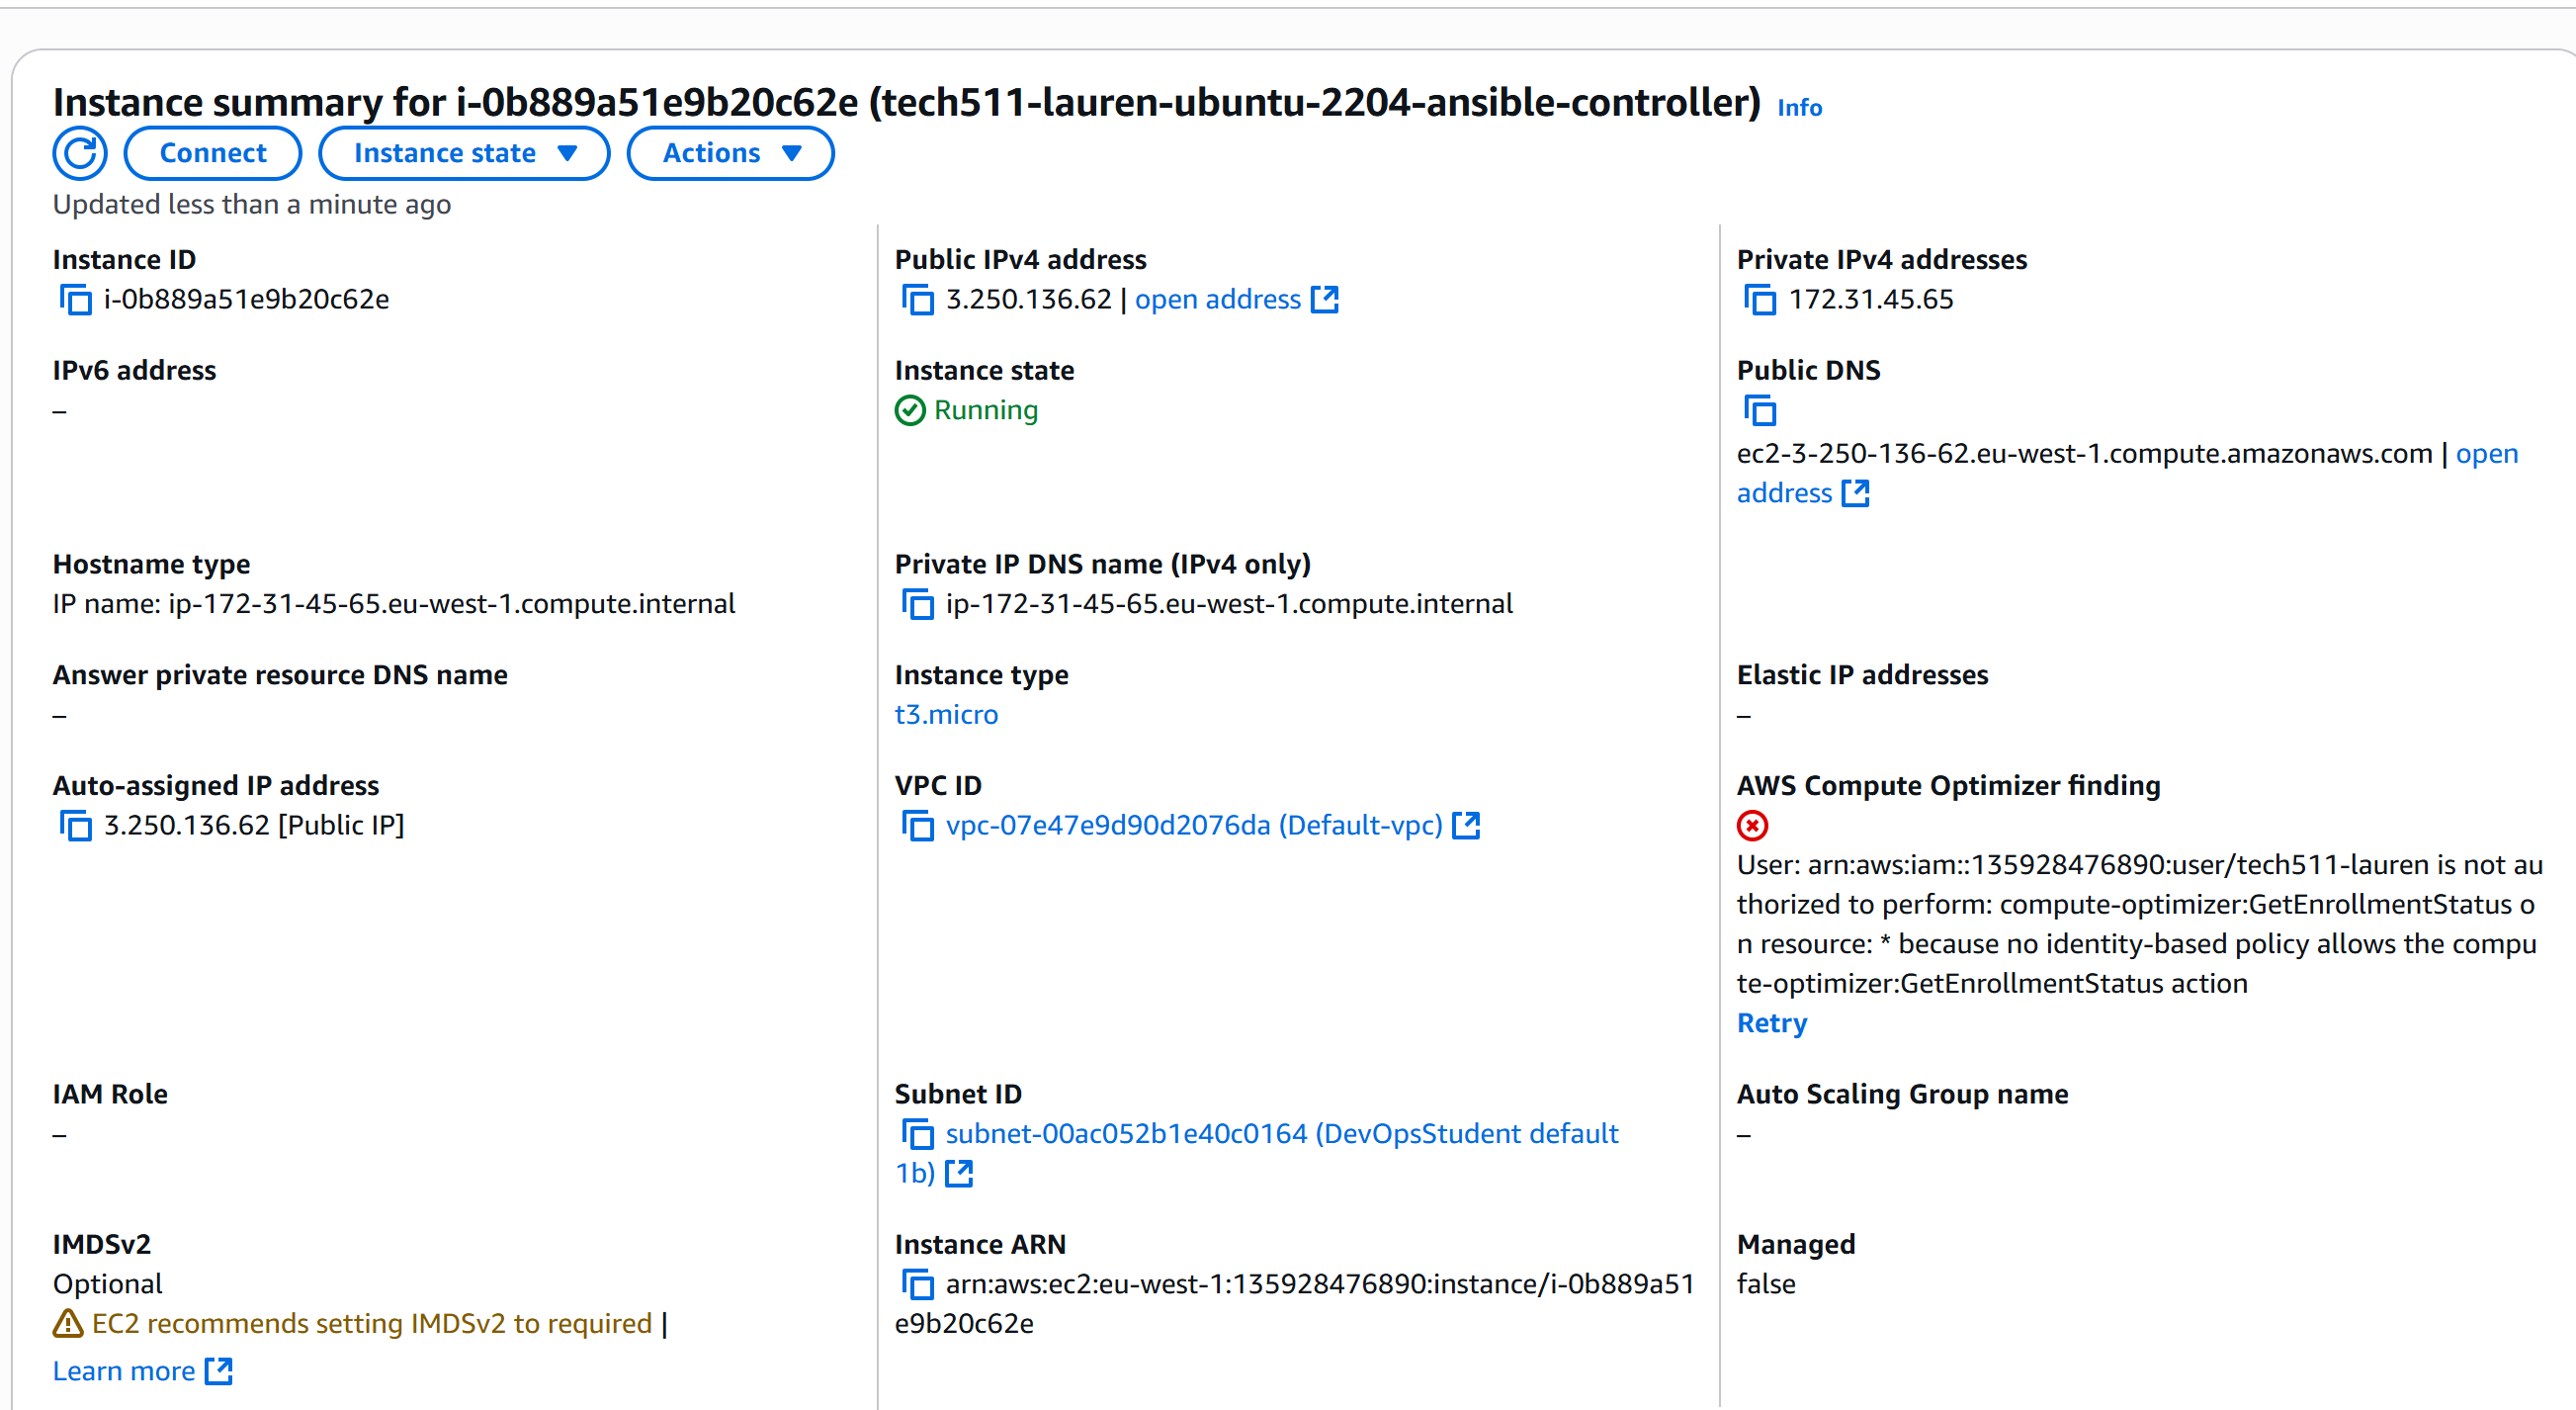 Instance summary for i-0b889a51e9b20c62e (tech511-lauren-ubuntu-2204-ansible-controller) Info
Connect Instance state Actions
Updated less than a minute ago
Instance ID
i-0b889a51e9b20c62e
Public IPv4 address
3.250.136.62 | open address
Private IPv4 addresses
172.31.45.65
IPv6 address
–
Instance state
Running
Public DNS
ec2-3-250-136-62.eu-west-1.compute.amazonaws.com | open
address
Hostname type
IP name: ip-172-31-45-65.eu-west-1.compute.internal
Private IP DNS name (IPv4 only)
ip-172-31-45-65.eu-west-1.compute.internal
Answer private resource DNS name
–
Instance type
t3.micro
Elastic IP addresses
–
Auto-assigned IP address
3.250.136.62 [Public IP]
VPC ID
vpc-07e47e9d90d2076da (Default-vpc)
AWS Compute Optimizer finding
User: arn:aws:iam::135928476890:user/tech511-lauren is not au
thorized to perform: compute-optimizer:GetEnrollmentStatus o
n resource: * because no identity-based policy allows the compu
te-optimizer:GetEnrollmentStatus action
Retry
IAM Role
–
Subnet ID
subnet-00ac052b1e40c0164 (DevOpsStudent default
1b)
Auto Scaling Group name
–
IMDSv2
Optional
EC2 recommends setting IMDSv2 to required |
Learn more
Instance ARN
arn:aws:ec2:eu-west-1:135928476890:instance/i-0b889a51
e9b20c62e
Managed
false